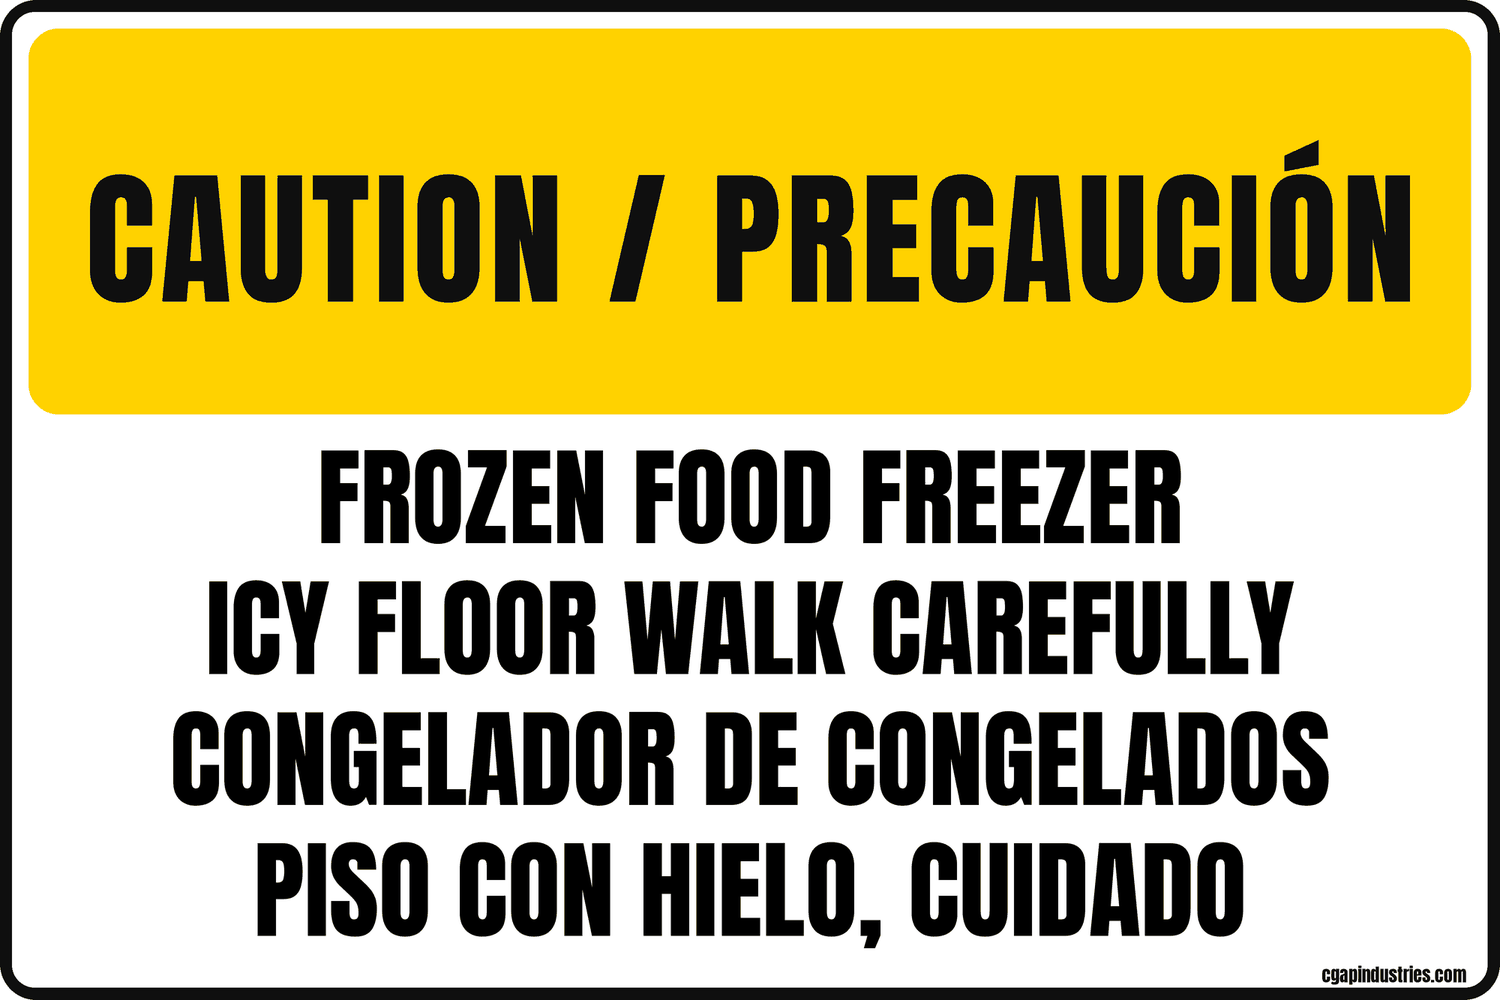 CAUTION / PRECAUCIÓN
FROZEN FOOD FREEZER
ICY FLOOR WALK CAREFULLY
CONGELADOR DE CONGELADOS
PISO CON HIELO, CUIDADO
cgapindustries.com